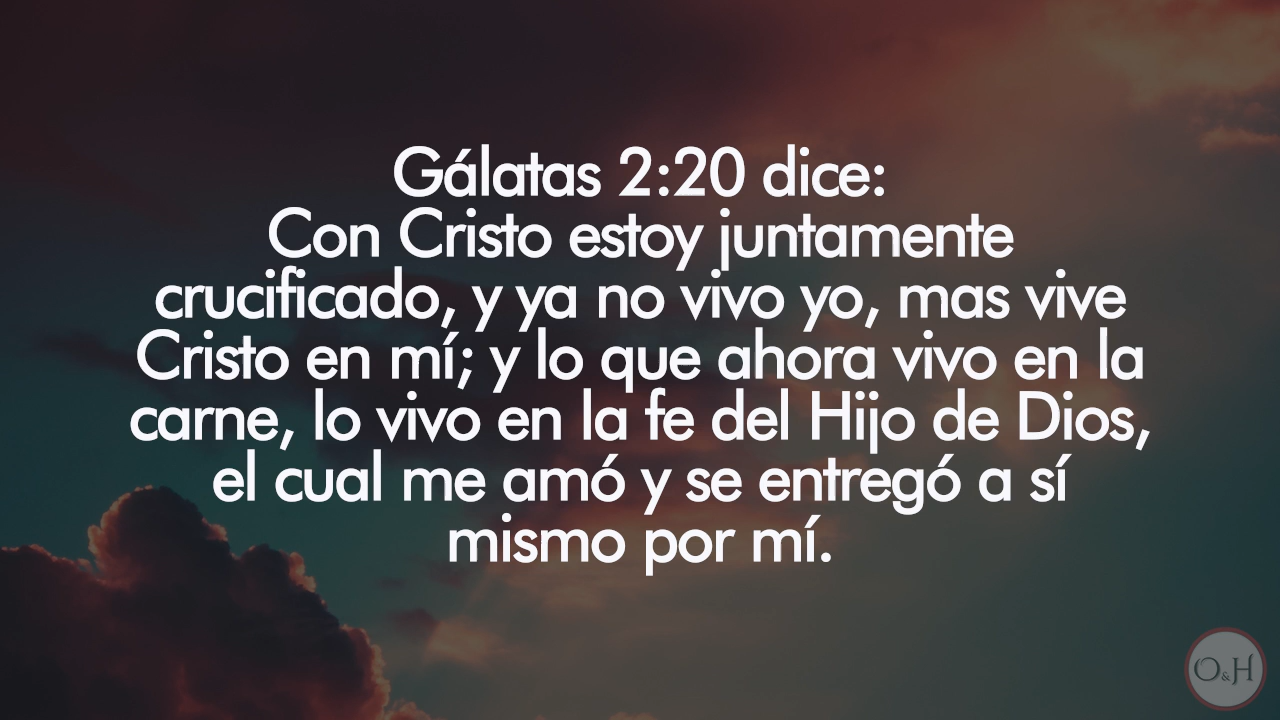 Gálatas 2:20 dice:
Con Cristo estoy juntamente
crucificado, y ya no vivo yo, mas vive
Cristo en mí; y lo que ahora vivo en la
carne, lo vivo en la fe del Hijo de Dios,
el cual me amó y se entregó a sí
mismo por mí.
O&H